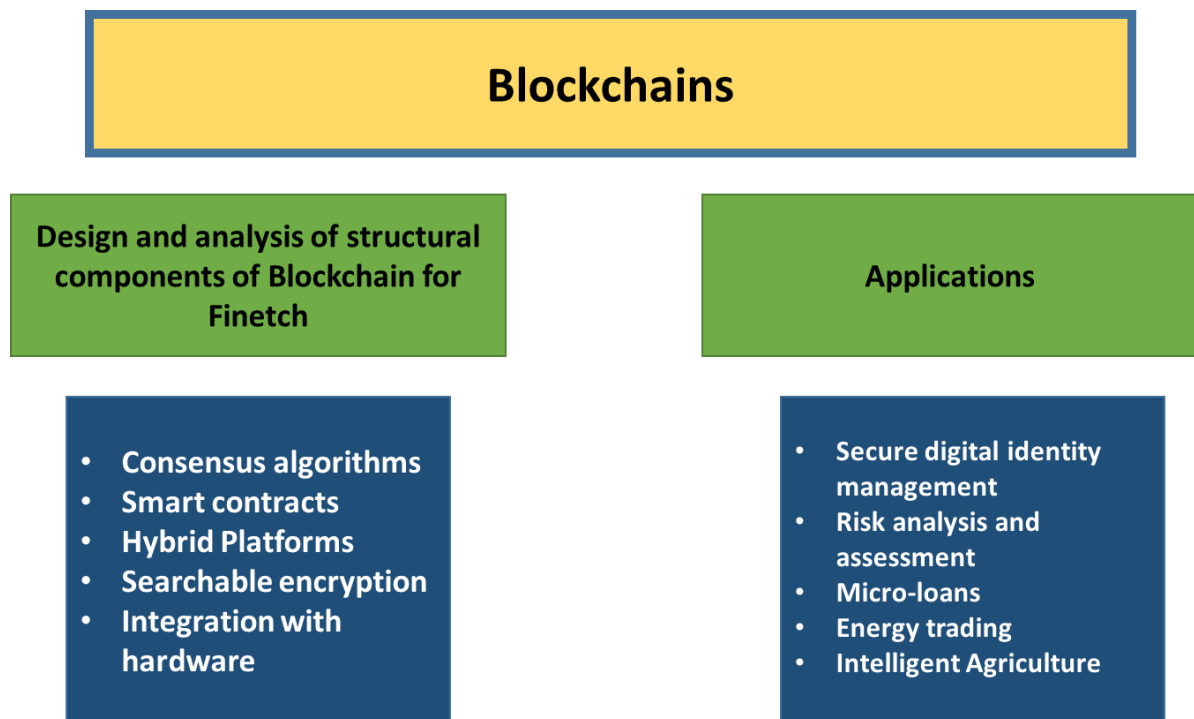 Blockchains
Design and analysis of structural
components of Blockchain for
Finetch
Applications
• Consensus algorithms
• Smart contracts
• Hybrid Platforms
• Searchable encryption
• Integration with
hardware
• Secure digital identity
management
• Risk analysis and
assessment
• Micro-loans
• Energy trading
• Intelligent Agriculture